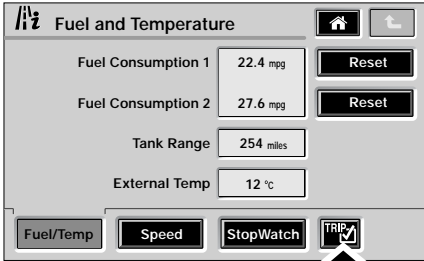 Fuel and Temperature
Fuel Consumption 1 22.4 mpg Reset
Fuel Consumption 2 27.6 mpg Reset
Tank Range 254 miles
External Temp 12 °C
Fuel/Temp Speed StopWatch TRIP